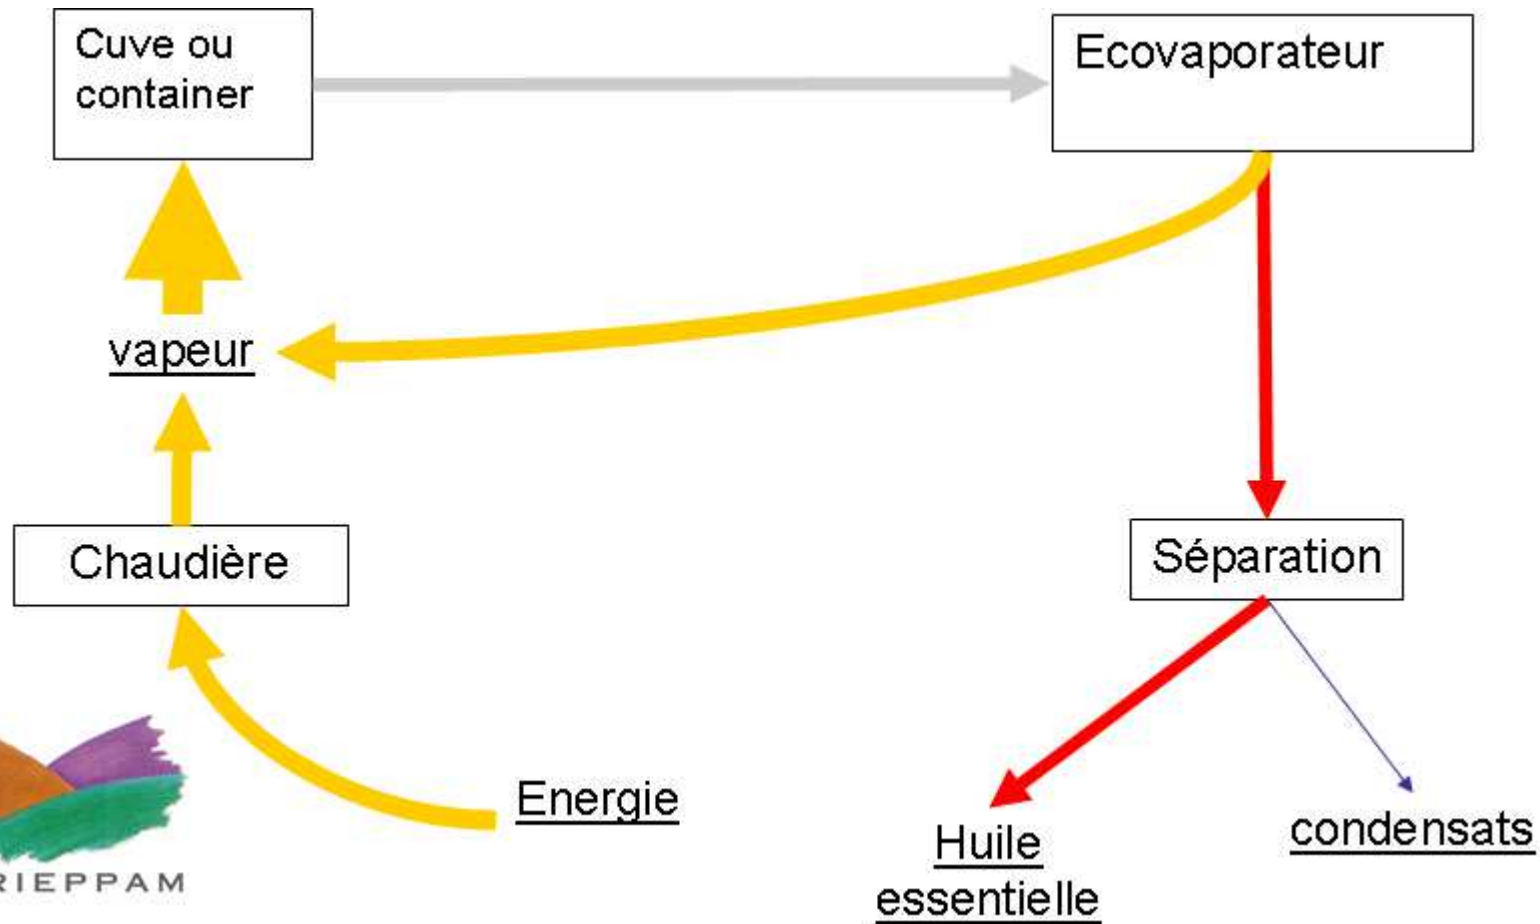 Cuve ou
container
Ecovaporateur
vapeur
Chaudière
Séparation
Energie
Huile
essentielle
condensats
RIEPPAM